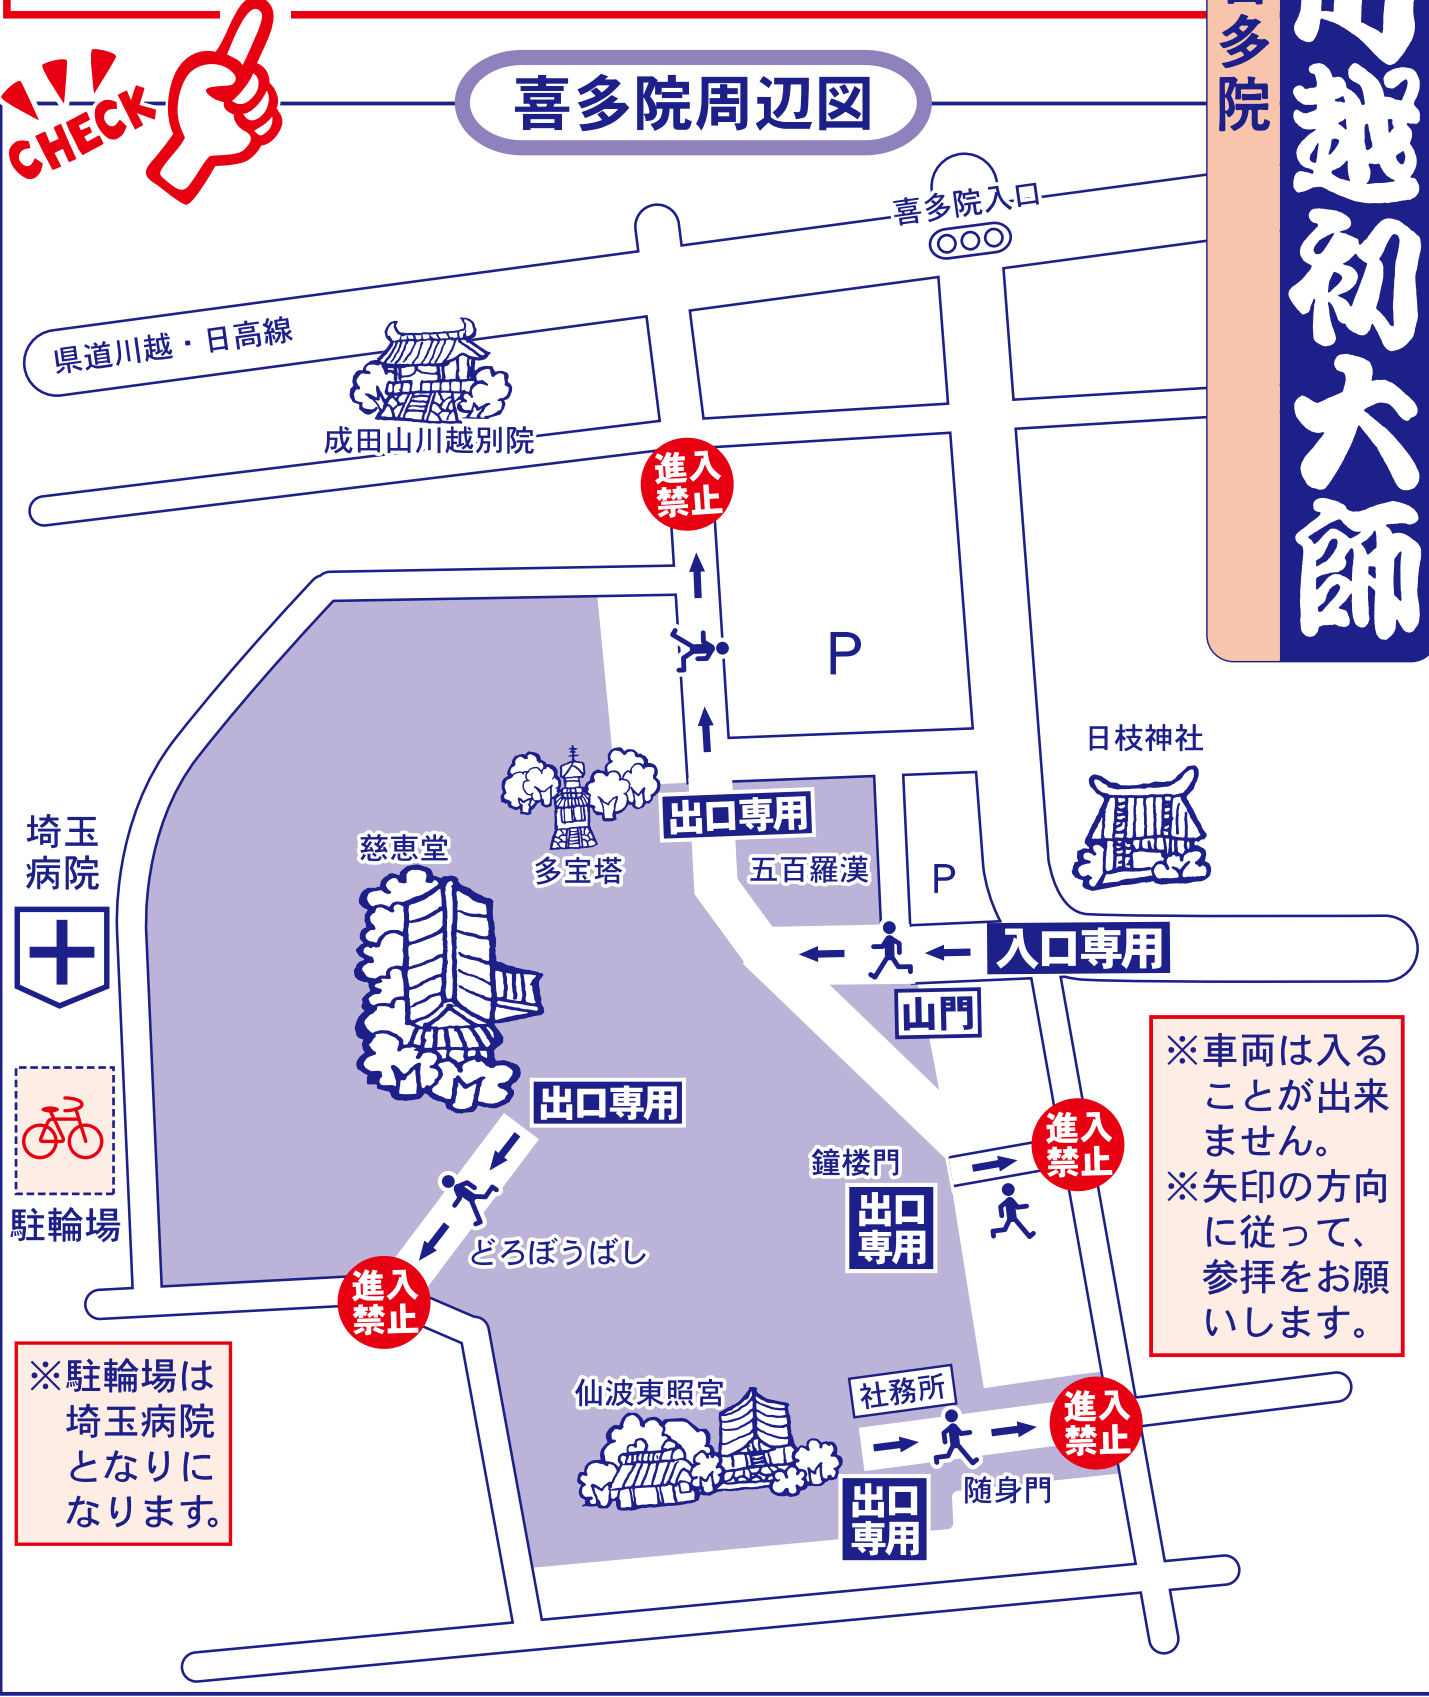 CHECK
喜多院周辺図
多院
越初大師
喜多院入口
県道川越・日高線
成田山川越別院
進入
禁止
P
日枝神社
出口専用
埼玉
病院
慈恵堂
多宝塔
五百羅漢
P
入口専用
山門
※車両は入る
ことが出来
ません。
※矢印の方向
に従って、
参拝をお願
いします。
出口専用
進入
禁止
鐘楼門
出口
専用
駐輪場
どろぼうばし
進入
禁止
※駐輪場は
埼玉病院
となりに
なります。
仙波東照宮
社務所
進入
禁止
随身門
出口
専用